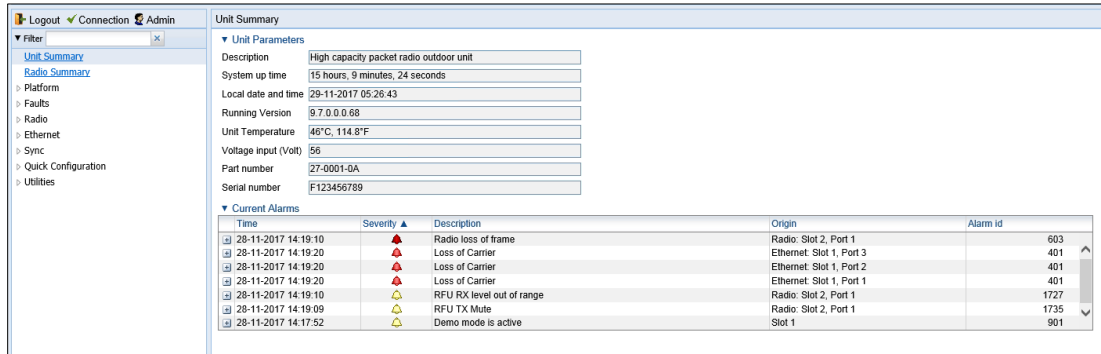 Logout Connection Admin
Filter
Unit Summary
Radio Summary
Platform
Faults
Radio
Ethernet
Sync
Quick Configuration
Utilities
Unit Summary
Unit Parameters
Description High capacity packet radio outdoor unit
System up time 15 hours, 9 minutes, 24 seconds
Local date and time 29-11-2017 05:26:43
Running Version 9.7.0.0.0.68
Unit Temperature 46°C, 114.8°F
Voltage input (Volt) 56
Part number 27-0001-0A
Serial number F123456789
Current Alarms
Time Severity ▲ Description Origin Alarm id
28-11-2017 14:19:10 Radio loss of frame Radio: Slot 2, Port 1 603
28-11-2017 14:19:20 Loss of Carrier Ethernet: Slot 1, Port 3 401
28-11-2017 14:19:20 Loss of Carrier Ethernet: Slot 1, Port 2 401
28-11-2017 14:19:20 Loss of Carrier Ethernet: Slot 1, Port 1 401
28-11-2017 14:19:10 RFU RX level out of range Radio: Slot 2, Port 1 1727
28-11-2017 14:19:09 RFU TX Mute Radio: Slot 2, Port 1 1735
28-11-2017 14:17:52 Demo mode is active Slot 1 901